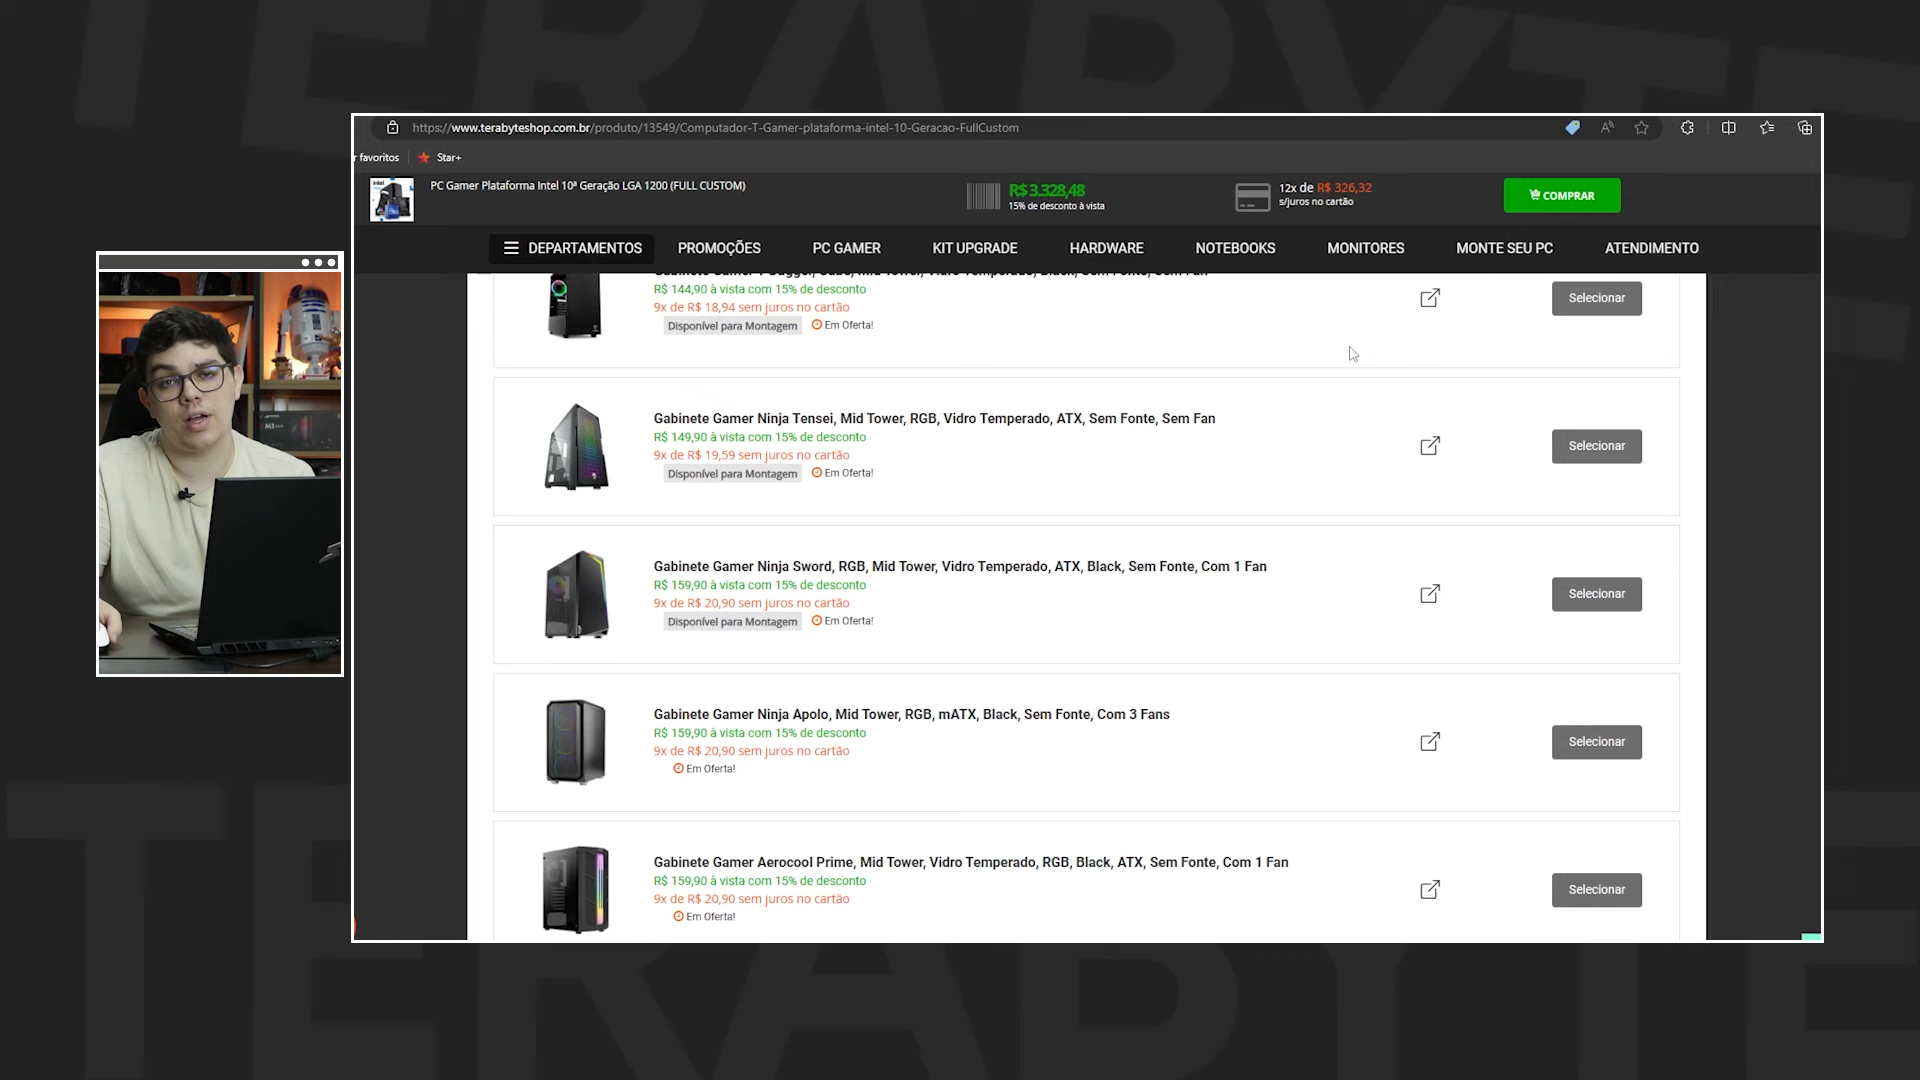 TERABYTE
https://www.terabyteshop.com.br/produto/13549/Computador-T-Gamer-plataforma-intel-10-Geracao-FullCustom
r favoritos
Star+
intel
PC Gamer Plataforma Intel 10ª Geração LGA 1200 (FULL CUSTOM)
R$ 3.328,48
15% de desconto à vista
12x de R$ 326,32
s/juros no cartão
COMPRAR
DEPARTAMENTOS
PROMOÇÕES
PC GAMER
KIT UPGRADE
HARDWARE
NOTEBOOKS
MONITORES
MONTE SEU PC
ATENDIMENTO
R$ 144,90 à vista com 15% de desconto
9x de R$ 18,94 sem juros no cartão
Disponível para Montagem
Em Oferta!
Selecionar
Gabinete Gamer Ninja Tensei, Mid Tower, RGB, Vidro Temperado, ATX, Sem Fonte, Sem Fan
R$ 149,90 à vista com 15% de desconto
9x de R$ 19,59 sem juros no cartão
Disponível para Montagem
Em Oferta!
Selecionar
Gabinete Gamer Ninja Sword, RGB, Mid Tower, Vidro Temperado, ATX, Black, Sem Fonte, Com 1 Fan
R$ 159,90 à vista com 15% de desconto
9x de R$ 20,90 sem juros no cartão
Disponível para Montagem
Em Oferta!
Selecionar
Gabinete Gamer Ninja Apolo, Mid Tower, RGB, mATX, Black, Sem Fonte, Com 3 Fans
R$ 159,90 à vista com 15% de desconto
9x de R$ 20,90 sem juros no cartão
Em Oferta!
Selecionar
Gabinete Gamer Aerocool Prime, Mid Tower, Vidro Temperado, RGB, Black, ATX, Sem Fonte, Com 1 Fan
R$ 159,90 à vista com 15% de desconto
9x de R$ 20,90 sem juros no cartão
Em Oferta!
Selecionar
TERABYTE